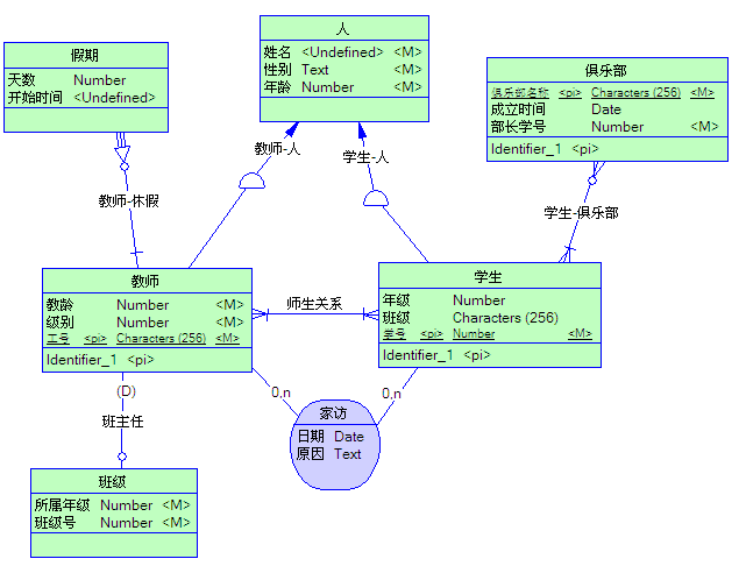 人
姓名 <Undefined> <M>
性别 Text <M>
年龄 Number <M>
假期
天数 Number
开始时间 <Undefined>
俱乐部
俱乐部名称 <pi> Characters (256) <M>
成立时间 Date
部长学号 Number <M>
Identifier_1 <pi>
教师-人
学生-人
教师-休假
学生-俱乐部
教师
教龄 Number <M>
级别 Number <M>
工号 <pi> Characters (256) <M>
Identifier_1 <pi>
师生关系
学生
年级 Number
班级 Characters (256)
学号 <pi> Number <M>
Identifier_1 <pi>
(D)
班主任
0,n
0,n
家访
日期 Date
原因 Text
班级
所属年级 Number <M>
班级号 Number <M>